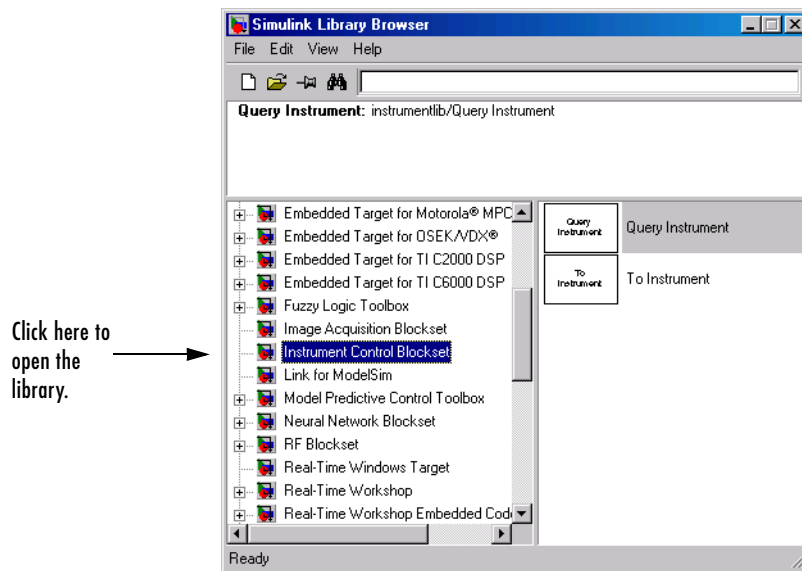 Simulink Library Browser
File Edit View Help
Query Instrument: instrumentlib/Query Instrument
Embedded Target for Motorola® MPC
Embedded Target for OSEK/VDX®
Embedded Target for TI C2000 DSP
Embedded Target for TI C6000 DSP
Fuzzy Logic Toolbox
Image Acquisition Blockset
Instrument Control Blockset
Link for ModelSim
Model Predictive Control Toolbox
Neural Network Blockset
RF Blockset
Real-Time Windows Target
Real-Time Workshop
Real-Time Workshop Embedded Code
Query
Instrument
Query Instrument
To
Instrument
To Instrument
Click here to
open the
library.
Ready